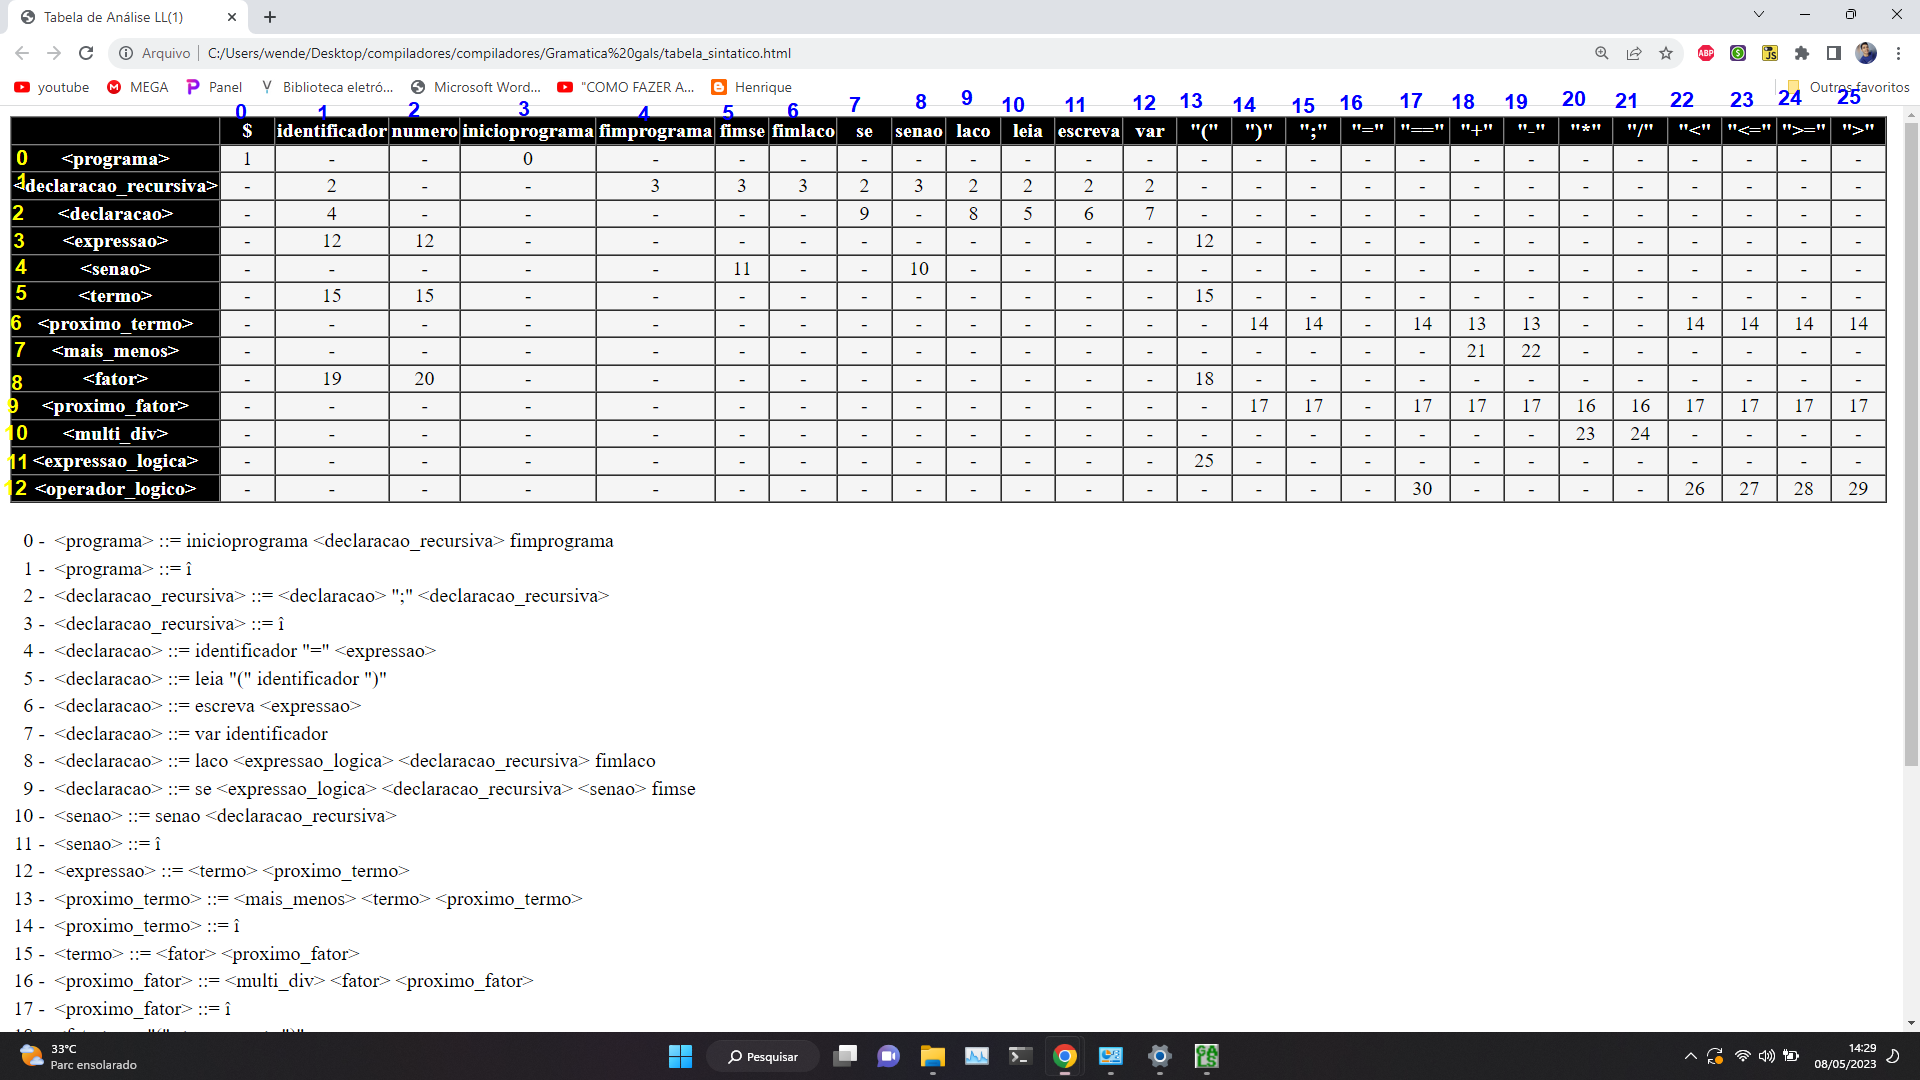 Tabela de Análise LL(1)
Arquivo C:/Users/wende/Desktop/compiladores/compiladores/Gramatica%20gals/tabela_sintatico.html
youtube MEGA Panel Biblioteca eletró... Microsoft Word... "COMO FAZER A... Henrique Outros favoritos
0 1 2 3 4 5 6 7 8 9 10 11 12 13 14 15 16 17 18 19 20 21 22 23 24 25
$ identificador numero inicioprograma fimprograma fimse fimlaco se senao laco leia escreva var "(" ")" ";" "=" "==" "+" "-" "*" "/" "<" "<=" ">=" ">"
0 <programa> 1 - - 0 - - - - - - - - - - - - - - - - - - - - - -
1 <declaracao_recursiva> - 2 - - 3 3 3 2 3 2 2 2 2 - - - - - - - - - - - - -
2 <declaracao> - 4 - - - - - 9 - 8 5 6 7 - - - - - - - - - - - - -
3 <expressao> - 12 12 - - - - - - - - - - 12 - - - - - - - - - - - -
4 <senao> - - - - - 11 - - 10 - - - - - - - - - - - - - - - - -
5 <termo> - 15 15 - - - - - - - - - - 15 - - - - - - - - - - - -
6 <proximo_termo> - - - - - - - - - - - - - - 14 14 - 14 13 13 - - 14 14 14 14
7 <mais_menos> - - - - - - - - - - - - - - - - - - 21 22 - - - - - -
8 <fator> - 19 20 - - - - - - - - - - 18 - - - - - - - - - - - -
9 <proximo_fator> - - - - - - - - - - - - - - 17 17 - 17 17 17 16 16 17 17 17 17
10 <multi_div> - - - - - - - - - - - - - - - - - - - - 23 24 - - - -
11 <expressao_logica> - - - - - - - - - - - - - 25 - - - - - - - - - - - -
12 <operador_logico> - - - - - - - - - - - - - - - - - 30 - - - - 26 27 28 29
0 - <programa> ::= inicioprograma <declaracao_recursiva> fimprograma
1 - <programa> ::= î
2 - <declaracao_recursiva> ::= <declaracao> ";" <declaracao_recursiva>
3 - <declaracao_recursiva> ::= î
4 - <declaracao> ::= identificador "=" <expressao>
5 - <declaracao> ::= leia "(" identificador ")"
6 - <declaracao> ::= escreva <expressao>
7 - <declaracao> ::= var identificador
8 - <declaracao> ::= laco <expressao_logica> <declaracao_recursiva> fimlaco
9 - <declaracao> ::= se <expressao_logica> <declaracao_recursiva> <senao> fimse
10 - <senao> ::= senao <declaracao_recursiva>
11 - <senao> ::= î
12 - <expressao> ::= <termo> <proximo_termo>
13 - <proximo_termo> ::= <mais_menos> <termo> <proximo_termo>
14 - <proximo_termo> ::= î
15 - <termo> ::= <fator> <proximo_fator>
16 - <proximo_fator> ::= <multi_div> <fator> <proximo_fator>
17 - <proximo_fator> ::= î
33°C
Parc ensolarado
Pesquisar
14:29
08/05/2023